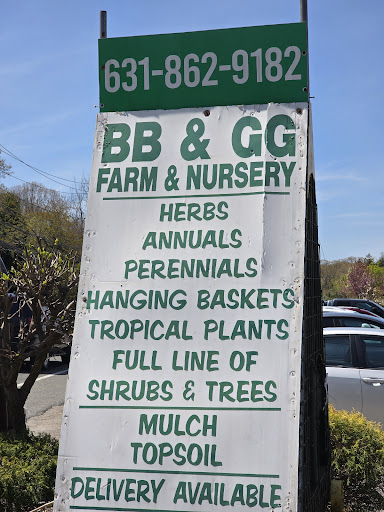 631-862-9182
BB & GG
FARM & NURSERY
HERBS
ANNUALS
PERENNIALS
HANGING BASKETS
TROPICAL PLANTS
FULL LINE OF
SHRUBS & TREES
MULCH
TOPSOIL
DELIVERY AVAILABLE